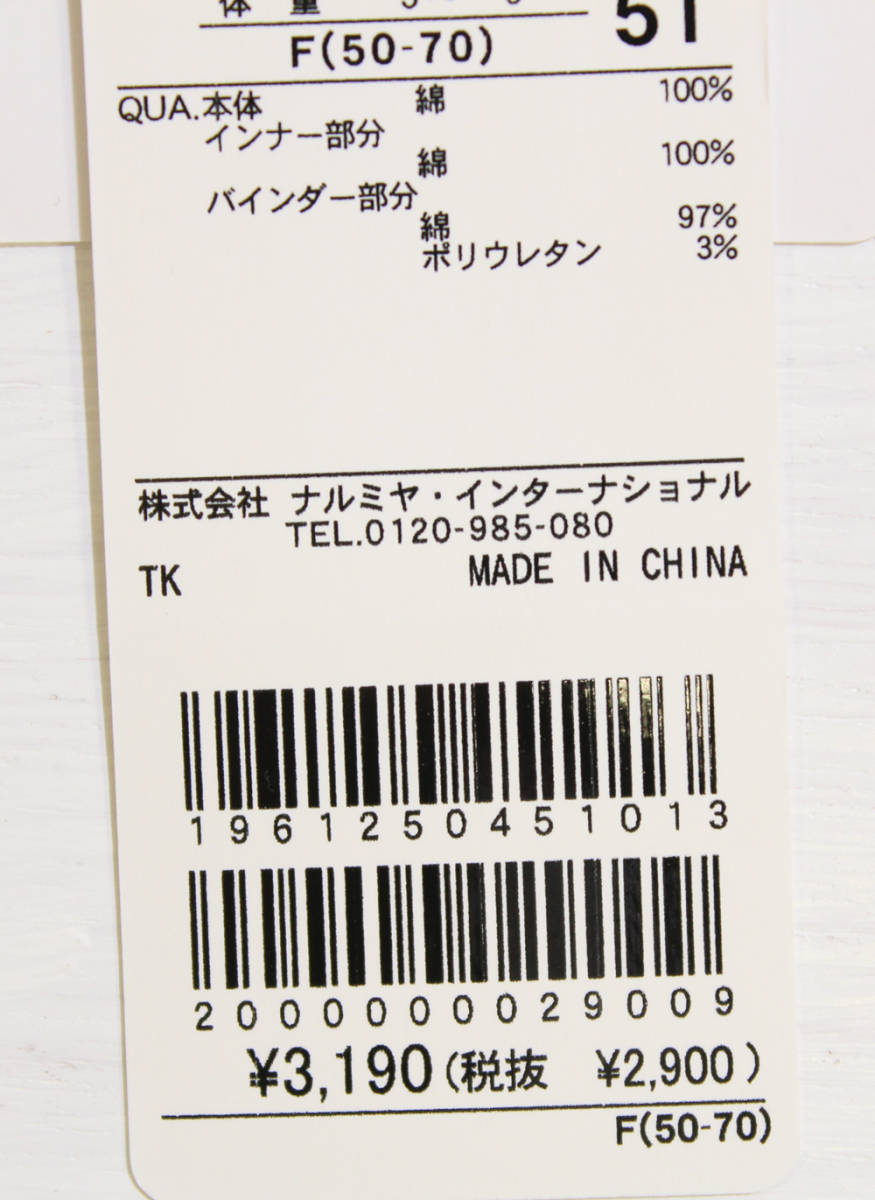 体 重
51
F(50-70)
QUA.本体 綿 100%
インナー部分
綿 100%
バインダー部分
綿 97%
ポリウレタン 3%
株式会社 ナルミヤ・インターナショナル
TEL.0120-985-080
TK MADE IN CHINA
1961250451013
2000000029009
¥3,190(税抜 ¥2,900)
F(50-70)